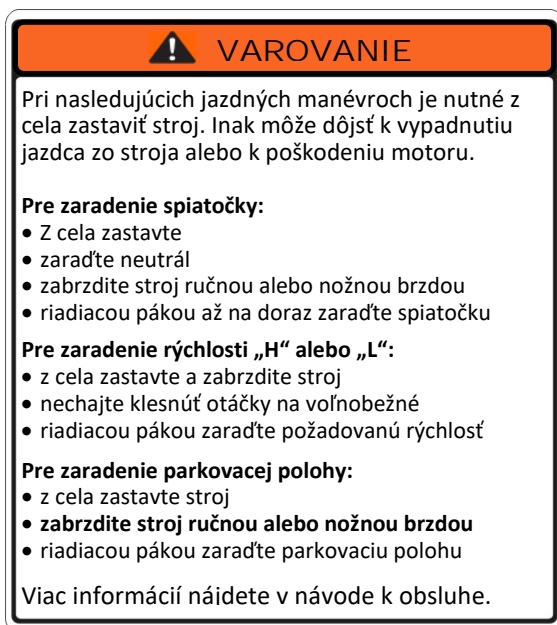 VAROVANIE
Pri nasledujúcich jazdných manévroch je nutné z
cela zastaviť stroj. Inak môže dôjsť k vypadnutiu
jazdca zo stroja alebo k poškodeniu motoru.
Pre zaradenie spiatočky:
• Z cela zastavte
• zaraďte neutrál
• zabrzdite stroj ručnou alebo nožnou brzdou
• riadiacou pákou až na doraz zaraďte spiatočku
Pre zaradenie rýchlosti „H“ alebo „L“:
• z cela zastavte a zabrzdite stroj
• nechajte klesnúť otáčky na voľnobežné
• riadiacou pákou zaraďte požadovanú rýchlosť
Pre zaradenie parkovacej polohy:
• z cela zastavte stroj
• zabrzdite stroj ručnou alebo nožnou brzdou
• riadiacou pákou zaraďte parkovaciu polohu
Viac informácií nájdete v návode k obsluhe.